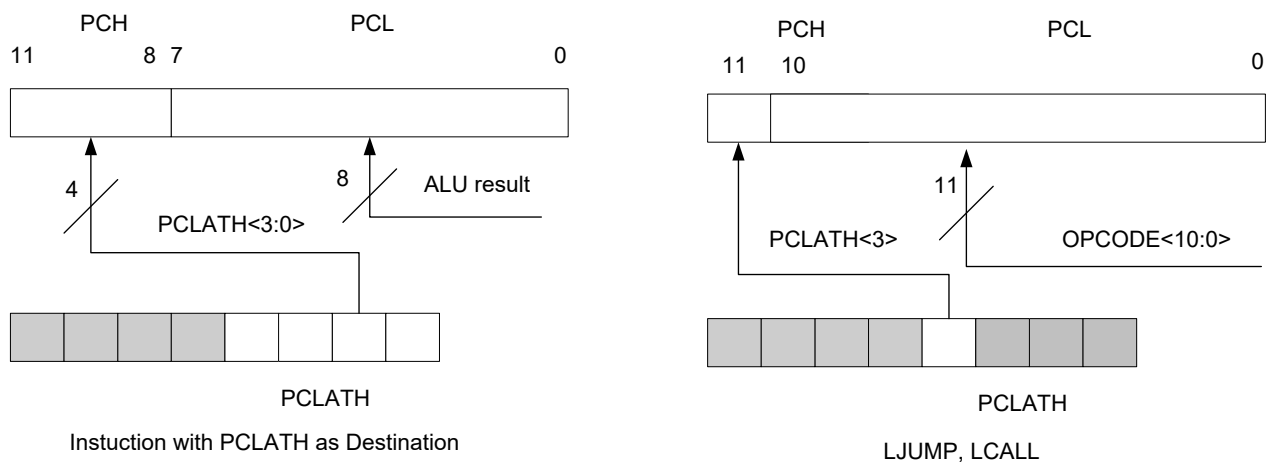 PCH PCL
11 8 7 0
4
8
ALU result
PCLATH<3:0>
PCLATH
Instuction with PCLATH as Destination
PCH PCL
11 10 0
11
PCLATH<3>
OPCODE<10:0>
PCLATH
LJUMP, LCALL